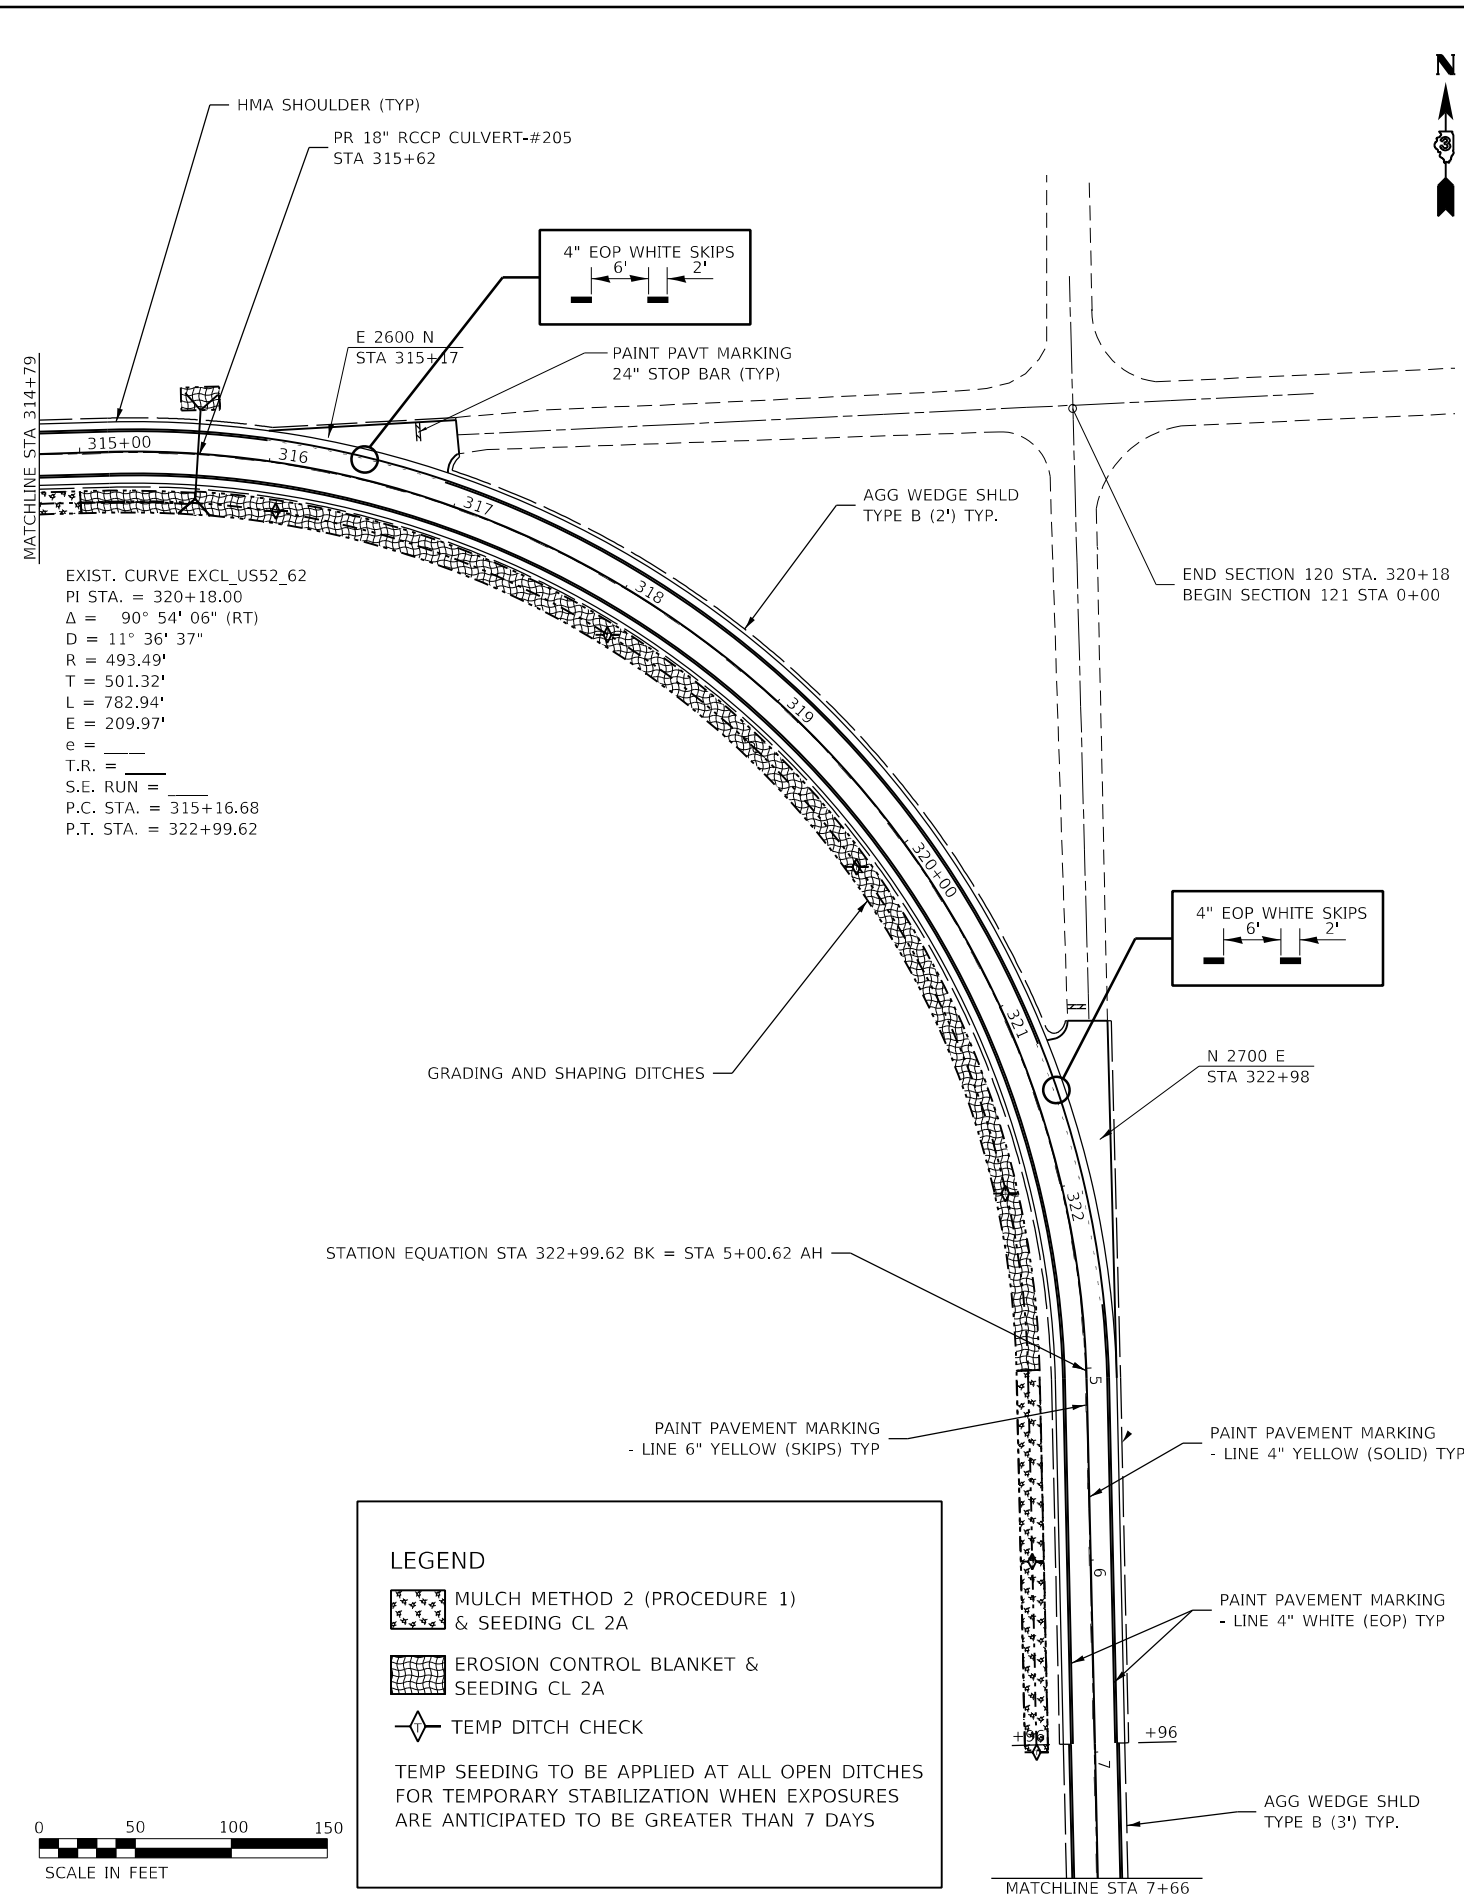 N
3
HMA SHOULDER (TYP)
PR 18" RCCP CULVERT-#205
STA 315+62
4" EOP WHITE SKIPS
6' 2'
E 2600 N
STA 315+17
PAINT PAVT MARKING
24" STOP BAR (TYP)
MATCHLINE STA 314+79
315+00
316
317
318
319
320+00
321
322
5
6
7
AGG WEDGE SHLD
TYPE B (2') TYP.
END SECTION 120 STA. 320+18
BEGIN SECTION 121 STA 0+00
EXIST. CURVE EXCL_US52_62
PI STA. = 320+18.00
Δ = 90° 54' 06" (RT)
D = 11° 36' 37"
R = 493.49'
T = 501.32'
L = 782.94'
E = 209.97'
e = ____
T.R. = ____
S.E. RUN = ____
P.C. STA. = 315+16.68
P.T. STA. = 322+99.62
4" EOP WHITE SKIPS
6' 2'
GRADING AND SHAPING DITCHES
N 2700 E
STA 322+98
STATION EQUATION STA 322+99.62 BK = STA 5+00.62 AH
PAINT PAVEMENT MARKING
- LINE 6" YELLOW (SKIPS) TYP
PAINT PAVEMENT MARKING
- LINE 4" YELLOW (SOLID) TYP
PAINT PAVEMENT MARKING
- LINE 4" WHITE (EOP) TYP
+96
+96
LEGEND
MULCH METHOD 2 (PROCEDURE 1)
& SEEDING CL 2A
EROSION CONTROL BLANKET &
SEEDING CL 2A
T TEMP DITCH CHECK
TEMP SEEDING TO BE APPLIED AT ALL OPEN DITCHES
FOR TEMPORARY STABILIZATION WHEN EXPOSURES
ARE ANTICIPATED TO BE GREATER THAN 7 DAYS
AGG WEDGE SHLD
TYPE B (3') TYP.
0 50 100 150
SCALE IN FEET
MATCHLINE STA 7+66